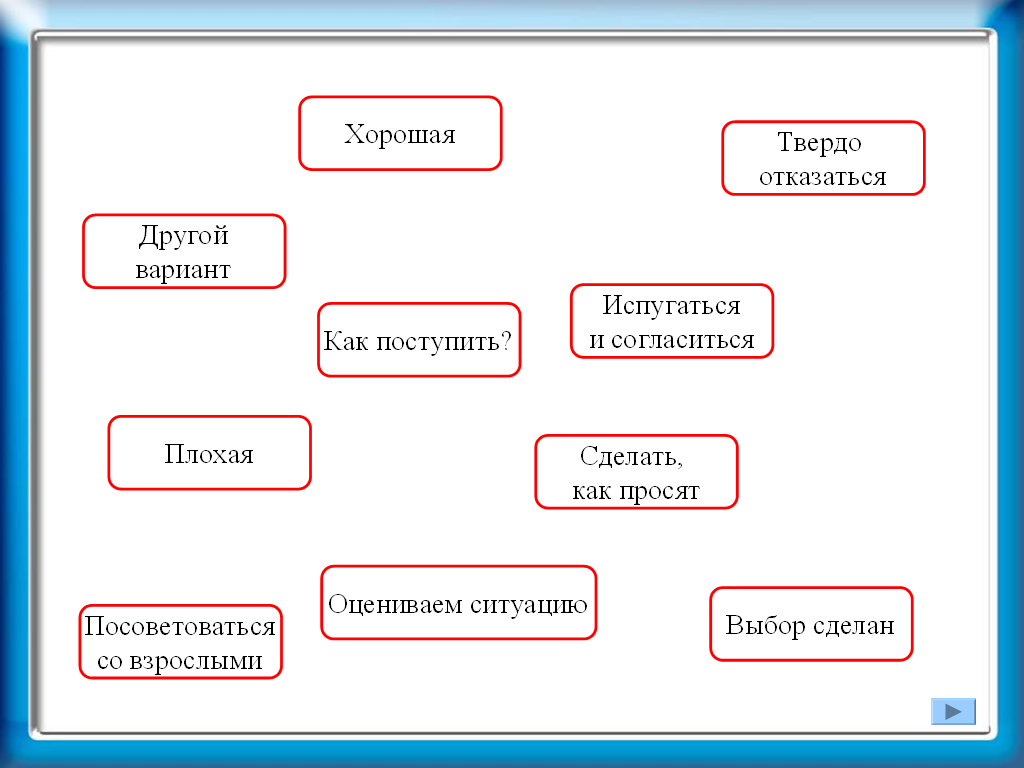 Хорошая
Твердо
отказаться
Другой
вариант
Испугаться
и согласиться
Как поступить?
Плохая
Сделать,
как просят
Оцениваем ситуацию
Выбор сделан
Посоветоваться
со взрослыми